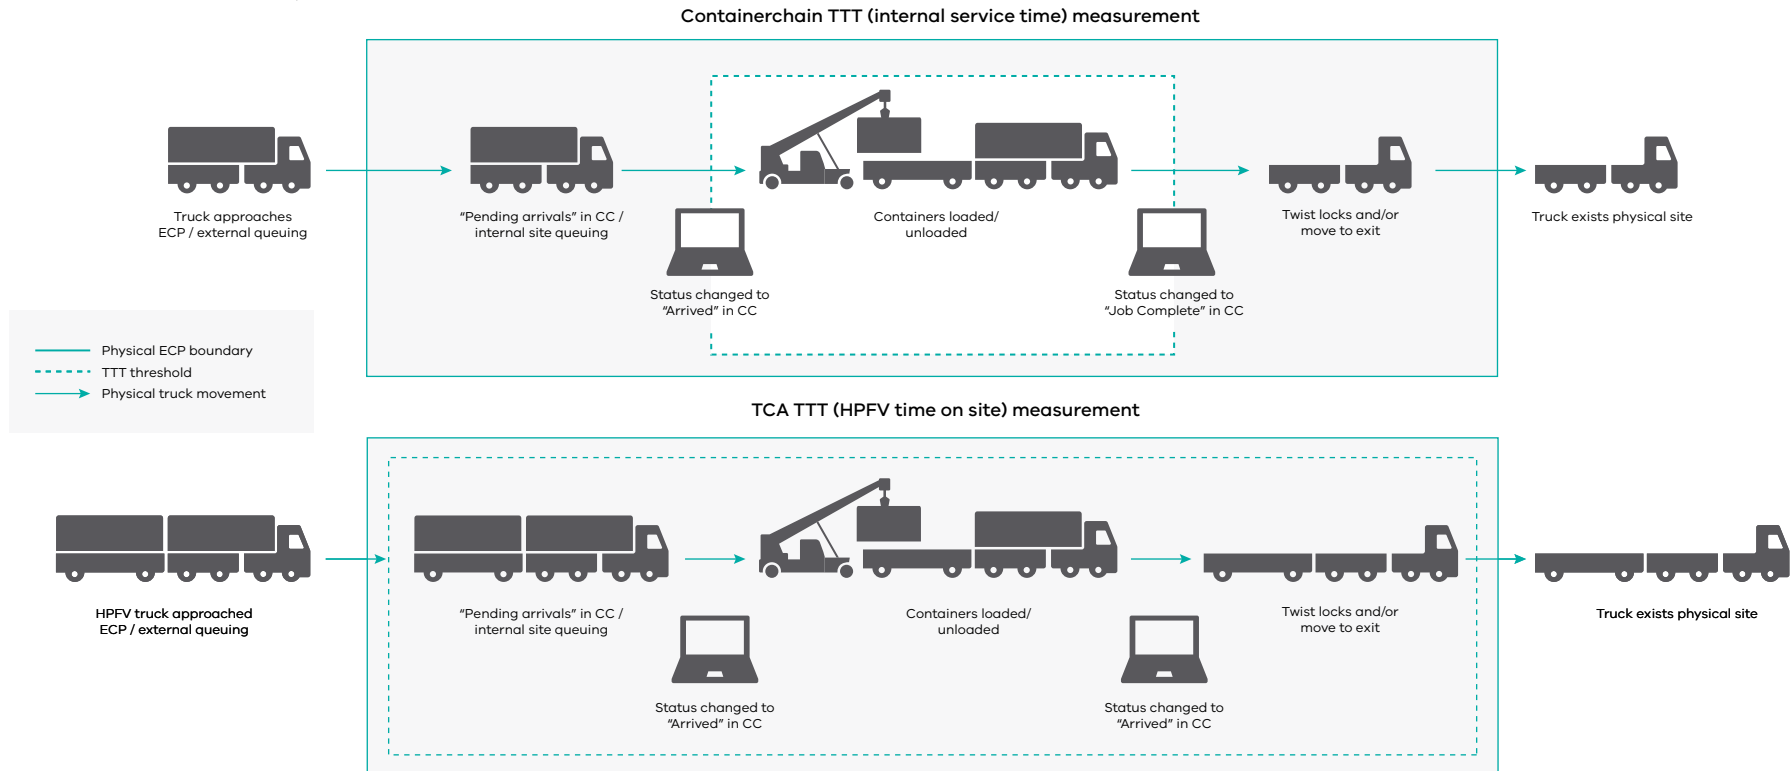 Containerchain TTT (internal service time) measurement
Truck approaches
ECP / external queuing
“Pending arrivals” in CC /
internal site queuing
Containers loaded/
unloaded
Twist locks and/or
move to exit
Truck exists physical site
Status changed to
“Arrived” in CC
Status changed to
“Job Complete” in CC
Physical ECP boundary
TTT threshold
Physical truck movement
TCA TTT (HPFV time on site) measurement
HPFV truck approached
ECP / external queuing
“Pending arrivals” in CC /
internal site queuing
Containers loaded/
unloaded
Twist locks and/or
move to exit
Truck exists physical site
Status changed to
“Arrived” in CC
Status changed to
“Arrived” in CC